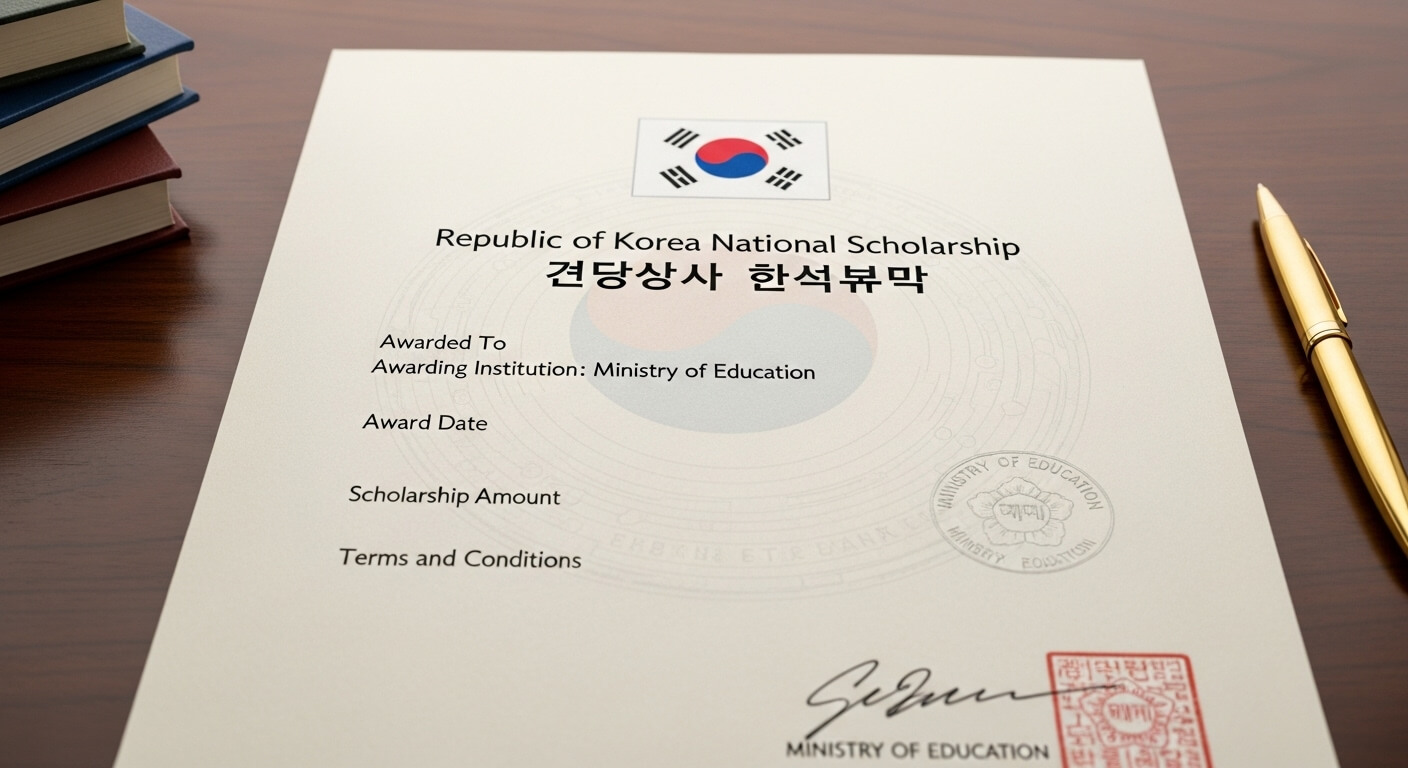 Republic of Korea National Scholarship
견당상사 한석뷰막
Awarded To
Awarding Institution: Ministry of Education
Award Date
Scholarship Amount
Terms and Conditions
MINISTRY OF EDUCATION
MINISTRY OF EDUCATION